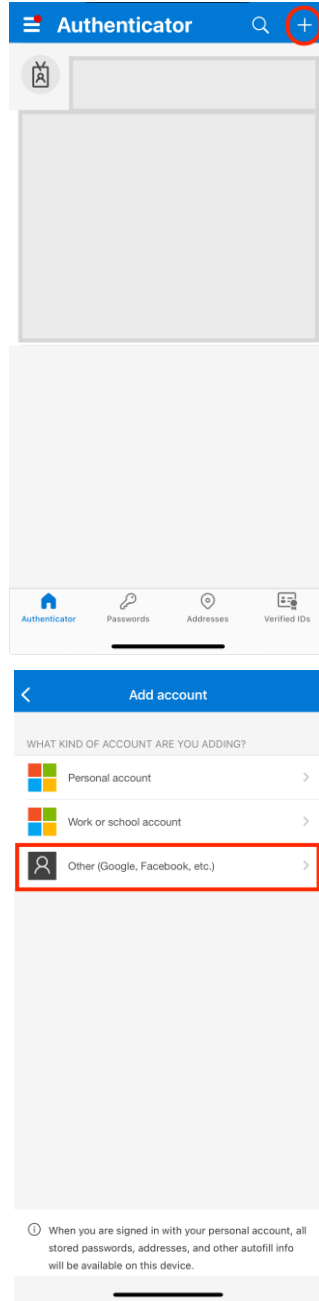 Authenticator
Authenticator Passwords Addresses Verified IDs
Add account
WHAT KIND OF ACCOUNT ARE YOU ADDING?
Personal account
Work or school account
Other (Google, Facebook, etc.)
When you are signed in with your personal account, all
stored passwords, addresses, and other autofill info
will be available on this device.